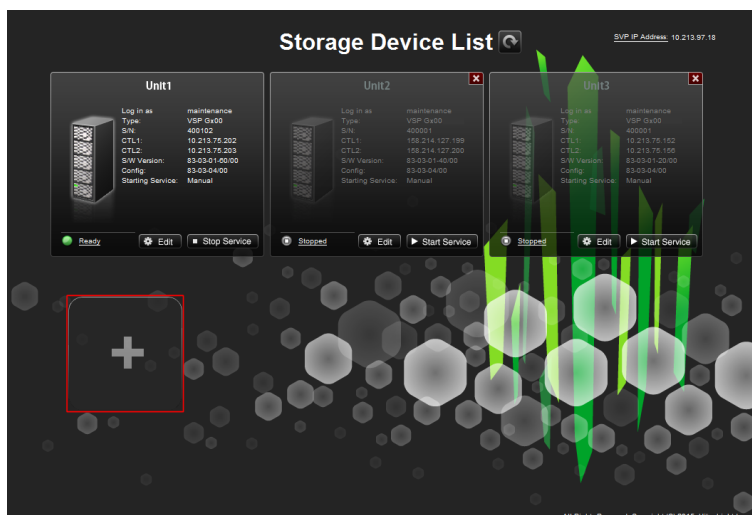 Storage Device List
SVP IP Address: 10.213.97.18
Unit1
Log in as maintenance
Type: VSP Gx00
S/N: 400102
CTL1: 10.213.75.202
CTL2: 10.213.75.203
S/W Version: 83-03-01-60/00
Config: 83-03-04/00
Starting Service: Manual
Ready Edit Stop Service
Unit2
Log in as maintenance
Type: VSP Gx00
S/N: 400001
CTL1: 158.214.127.199
CTL2: 158.214.127.200
S/W Version: 83-03-01-40/00
Config: 83-03-04/00
Starting Service: Manual
Stopped Edit Start Service
Unit3
Log in as maintenance
Type: VSP Gx00
S/N: 400001
CTL1: 10.213.75.152
CTL2: 10.213.75.156
S/W Version: 83-03-01-20/00
Config: 83-03-04/00
Starting Service: Manual
Stopped Edit Start Service